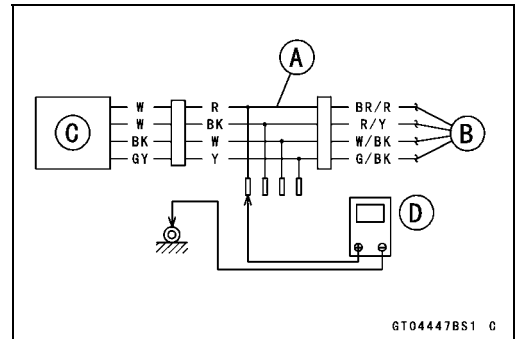 A
W R BR/R
W BK R/Y
C BK W W/BK B
GY Y G/BK
D
⊕ ⊖
GT04447BS1 C